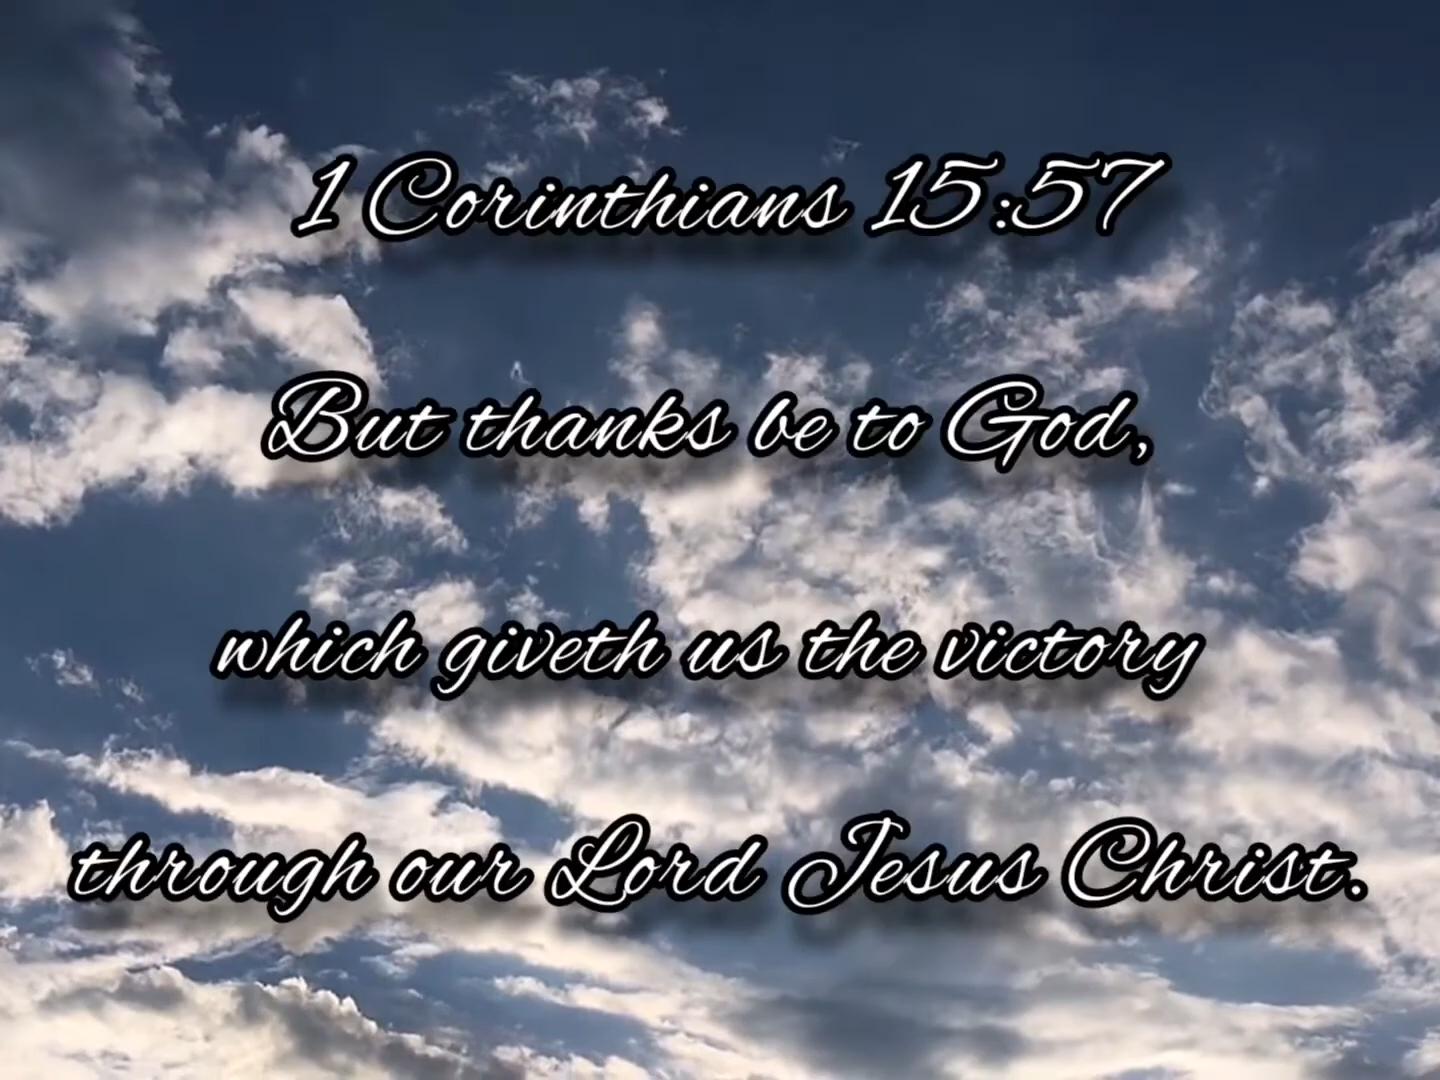 1 Corinthians 15:57
But thanks be to God,
which giveth us the victory
through our Lord Jesus Christ.